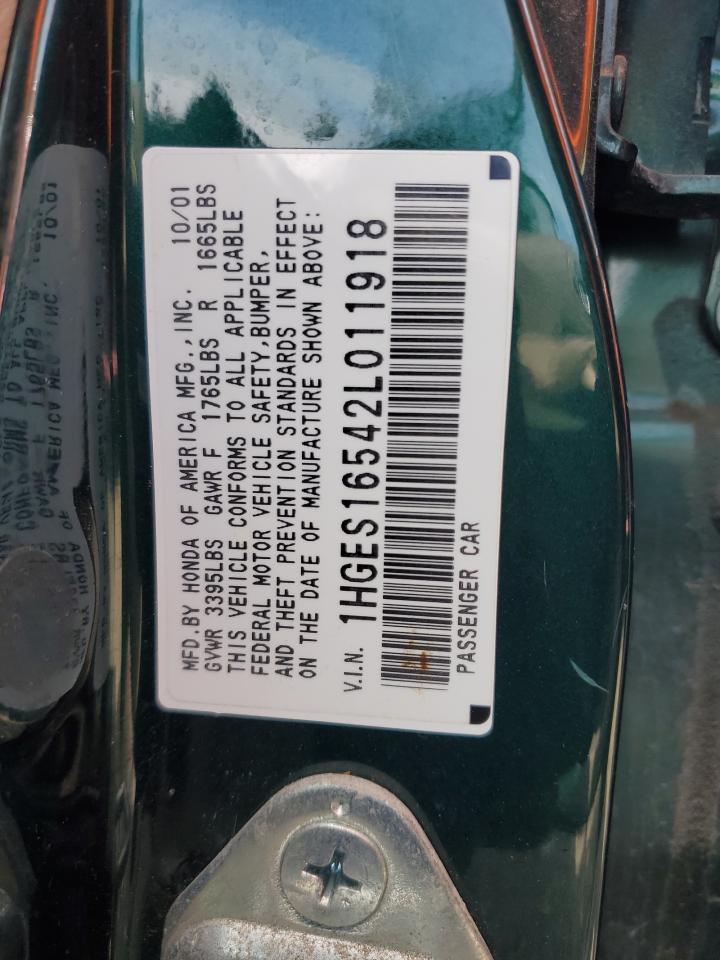 MFD.BY HONDA OF AMERICA MFG.,INC. 10/01
GVWR 3395LBS GAWR F 1765LBS R 1665LBS
THIS VEHICLE CONFORMS TO ALL APPLICABLE
FEDERAL MOTOR VEHICLE SAFETY,BUMPER,
AND THEFT PREVENTION STANDARDS IN EFFECT
ON THE DATE OF MANUFACTURE SHOWN ABOVE:
V.I.N. 1HGES16542L011918
PASSENGER CAR